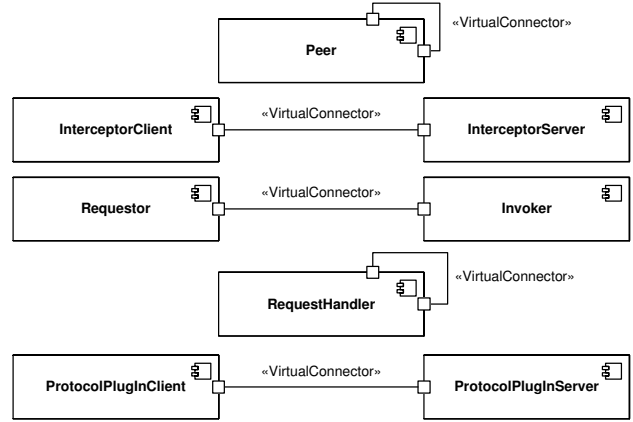 «VirtualConnector»
Peer
«VirtualConnector»
InterceptorClient
InterceptorServer
«VirtualConnector»
Requestor
Invoker
«VirtualConnector»
RequestHandler
«VirtualConnector»
ProtocolPlugInClient
ProtocolPlugInServer